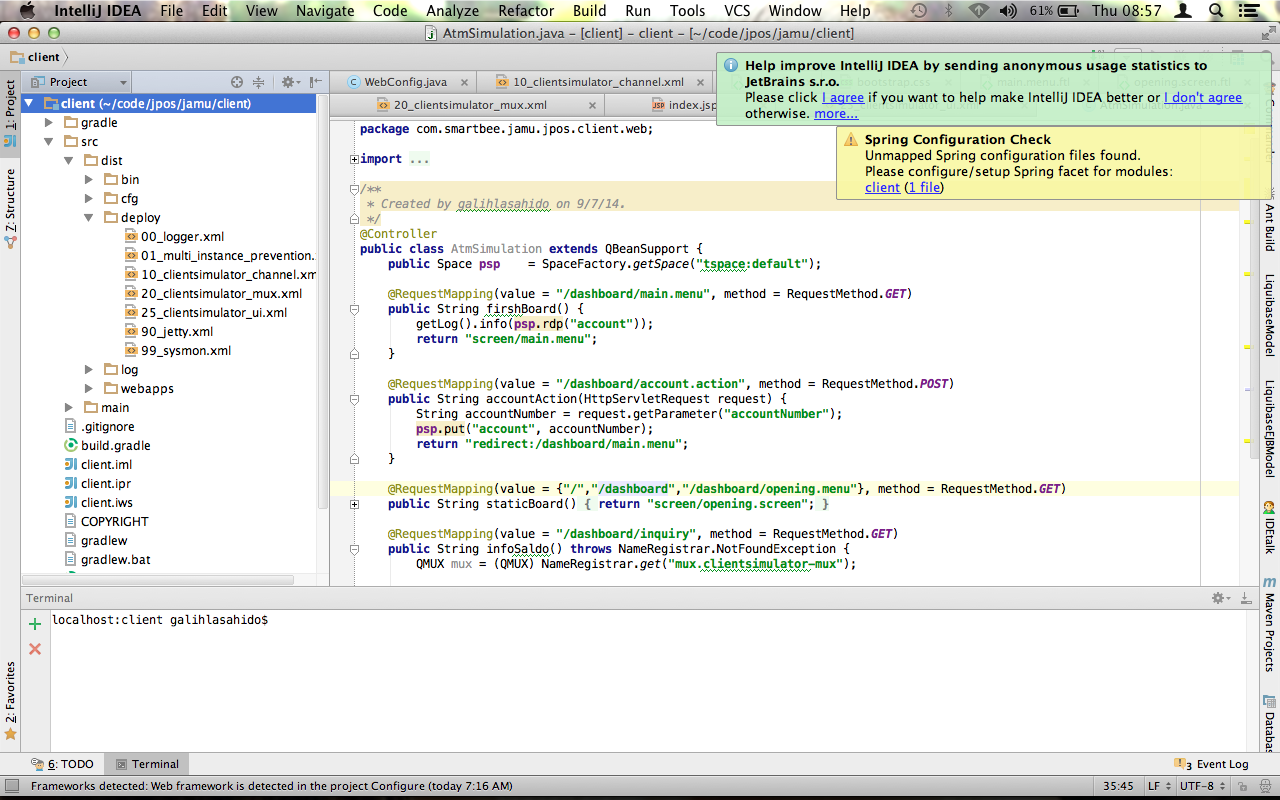 IntelliJ IDEA File Edit View Navigate Code Analyze Refactor Build Run Tools VCS Window Help 61% Thu 08:57
AtmSimulation.java - [client] - client - [~/code/jpos/jamu/client]
client
Project
WebConfig.java
10_clientsimulator_channel.xml
20_clientsimulator_mux.xml
index.jsp
Help improve IntelliJ IDEA by sending anonymous usage statistics to
JetBrains s.r.o.
Please click I agree if you want to help make IntelliJ IDEA better or I don't agree
otherwise. more...
Spring Configuration Check
Unmapped Spring configuration files found.
Please configure/setup Spring facet for modules:
client (1 file)
1: Project
Z: Structure
2: Favorites
client (~/code/jpos/jamu/client)
gradle
src
dist
bin
cfg
deploy
00_logger.xml
01_multi_instance_prevention.
10_clientsimulator_channel.xm
20_clientsimulator_mux.xml
25_clientsimulator_ui.xml
90_jetty.xml
99_sysmon.xml
log
webapps
main
.gitignore
build.gradle
client.iml
client.ipr
client.iws
COPYRIGHT
gradlew
gradlew.bat
package com.smartbee.jamu.jpos.client.web;
import ...
/**
* Created by galihlasahido on 9/7/14.
*/
@Controller
public class AtmSimulation extends QBeanSupport {
public Space psp = SpaceFactory.getSpace("tspace:default");
@RequestMapping(value = "/dashboard/main.menu", method = RequestMethod.GET)
public String firshBoard() {
getLog().info(psp.rdp("account"));
return "screen/main.menu";
}
@RequestMapping(value = "/dashboard/account.action", method = RequestMethod.POST)
public String accountAction(HttpServletRequest request) {
String accountNumber = request.getParameter("accountNumber");
psp.put("account", accountNumber);
return "redirect:/dashboard/main.menu";
}
@RequestMapping(value = {"/","/dashboard","/dashboard/opening.menu"}, method = RequestMethod.GET)
public String staticBoard() { return "screen/opening.screen"; }
@RequestMapping(value = "/dashboard/inquiry", method = RequestMethod.GET)
public String infoSaldo() throws NameRegistrar.NotFoundException {
QMUX mux = (QMUX) NameRegistrar.get("mux.clientsimulator-mux");
Ant Build
LiquibaseModel
LiquibaseEJBModel
IDEtalk
Maven Projects
Databas
Terminal
localhost:client galihlasahido$
6: TODO
Terminal
3 Event Log
Frameworks detected: Web framework is detected in the project Configure (today 7:16 AM)
35:45 LF UTF-8